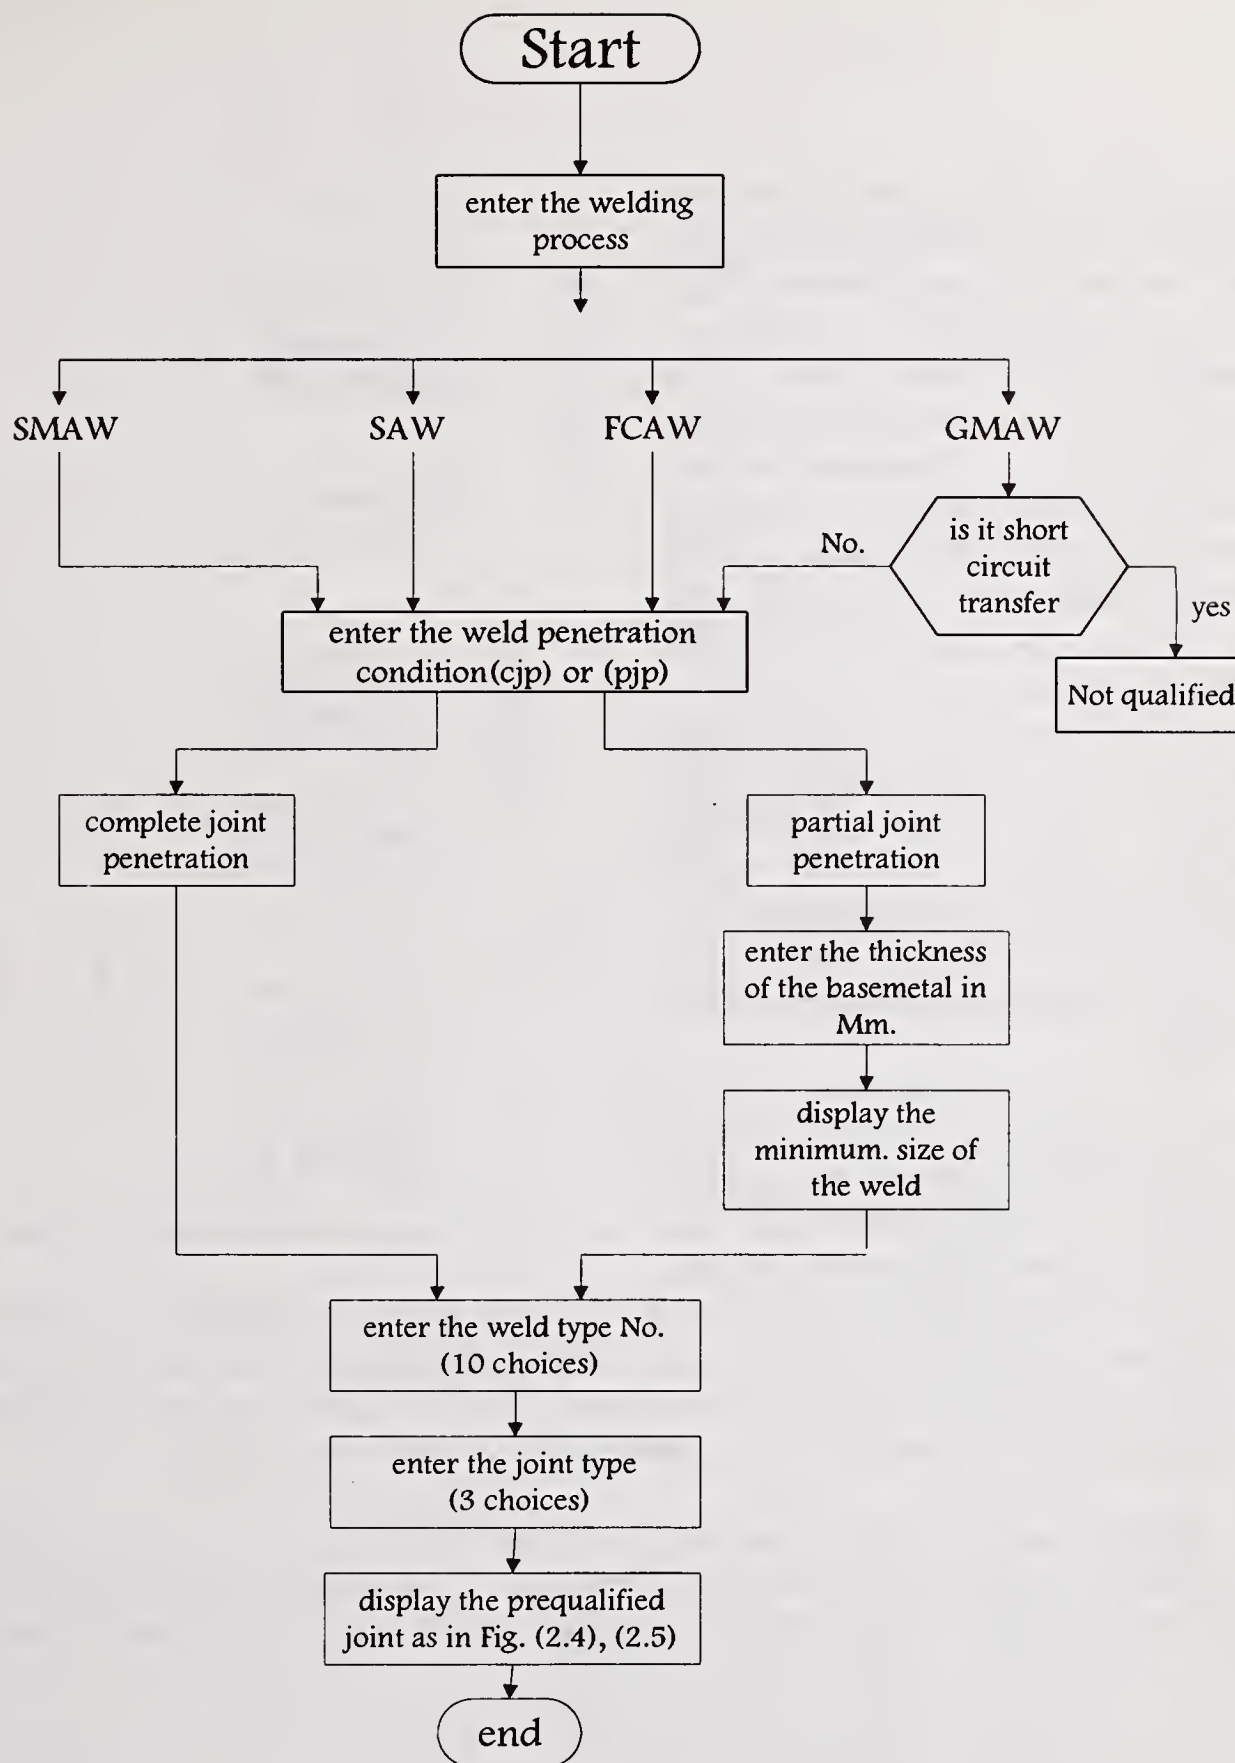 Start
enter the welding
process
SMAW
SAW
FCAW
GMAW
No.
is it short
circuit
transfer
yes
enter the weld penetration
condition(cjp) or (pjp)
Not qualified
complete joint
penetration
partial joint
penetration
enter the thickness
of the basemetal in
Mm.
display the
minimum. size of
the weld
enter the weld type No.
(10 choices)
enter the joint type
(3 choices)
display the prequalified
joint as in Fig. (2.4), (2.5)
end